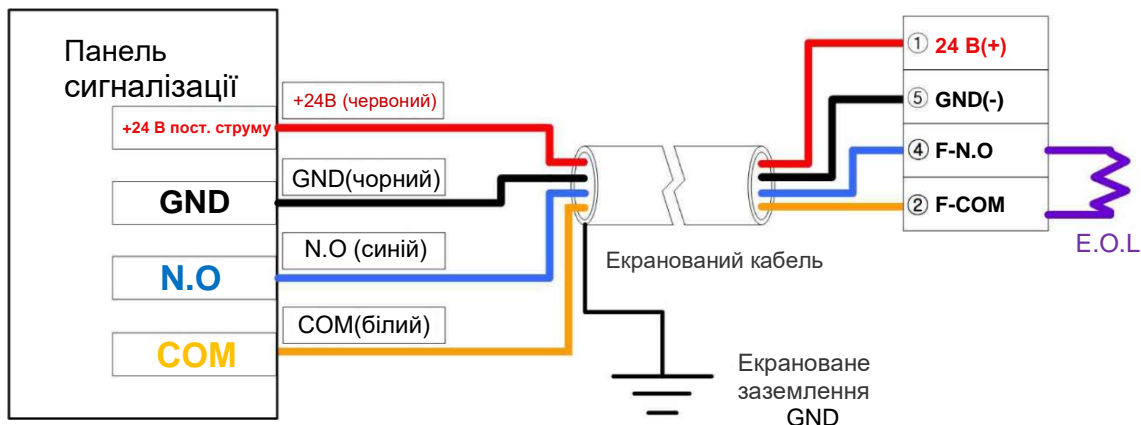 Панель
сигналізації
+24 В пост. струму
GND
N.O
COM
+24В (червоний)
GND(чорний)
N.O (синій)
COM(білий)
Екранований кабель
Екрановане
заземлення
GND
① 24 В(+)
⑤ GND(-)
④ F-N.O
② F-COM
E.O.L